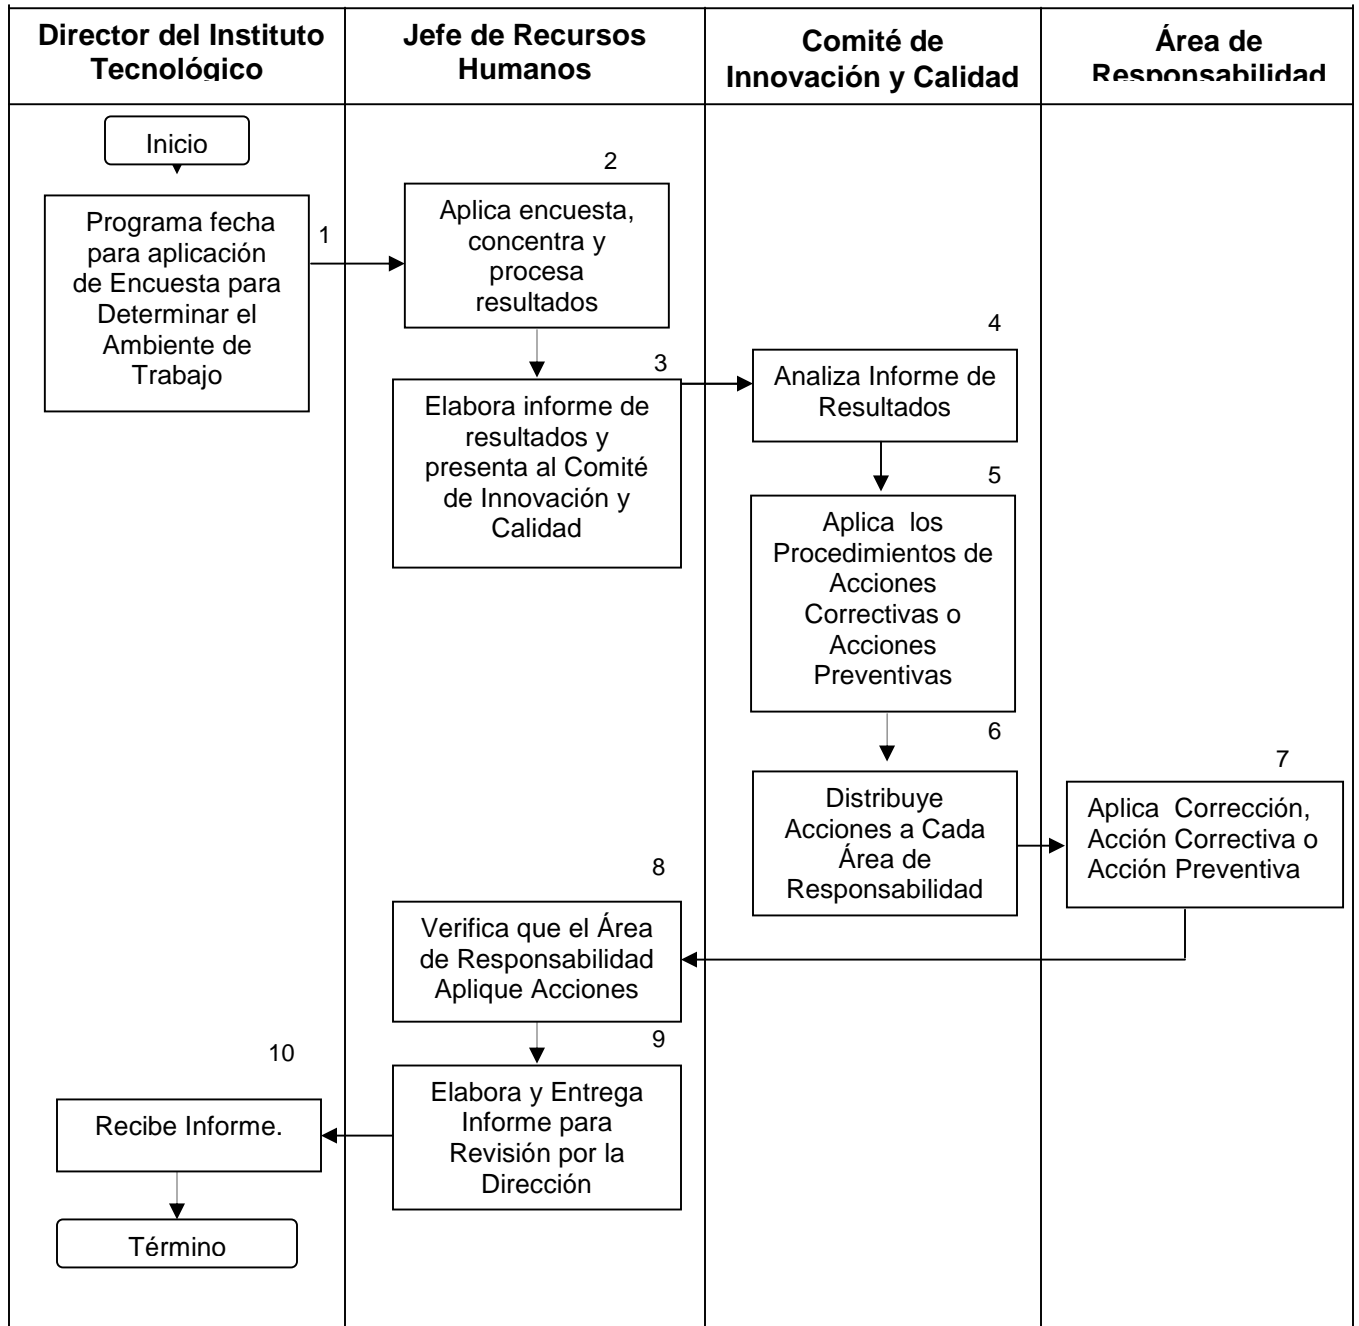 Director del Instituto
Tecnológico
Jefe de Recursos
Humanos
Comité de
Innovación y Calidad
Área de
Responsabilidad
Inicio
1
Programa fecha
para aplicación
de Encuesta para
Determinar el
Ambiente de
Trabajo
2
Aplica encuesta,
concentra y
procesa
resultados
3
Elabora informe de
resultados y
presenta al Comité
de Innovación y
Calidad
4
Analiza Informe de
Resultados
5
Aplica los
Procedimientos de
Acciones
Correctivas o
Acciones
Preventivas
6
Distribuye
Acciones a Cada
Área de
Responsabilidad
7
Aplica Corrección,
Acción Correctiva o
Acción Preventiva
8
Verifica que el Área
de Responsabilidad
Aplique Acciones
9
Elabora y Entrega
Informe para
Revisión por la
Dirección
10
Recibe Informe.
Término